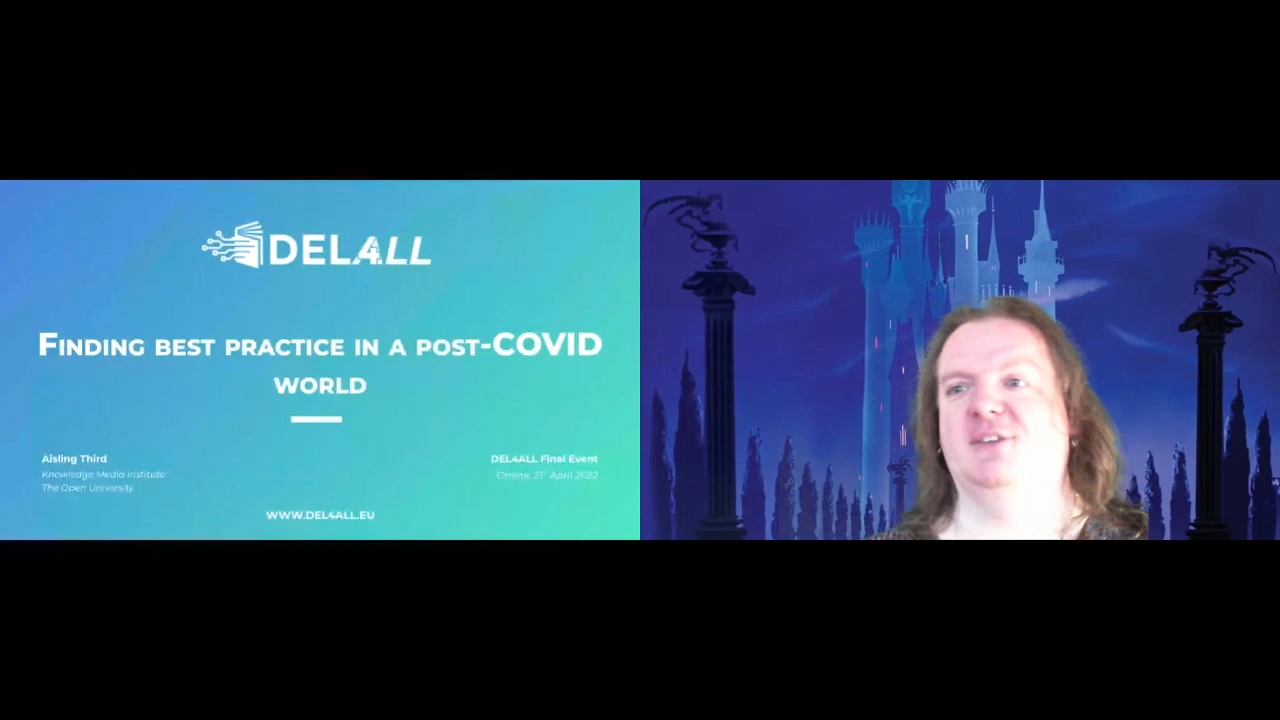 DEL4ALL
Finding best practice in a post-COVID
world
Aisling Third
Knowledge Media Institute
The Open University
DEL4ALL Final Event
Online, 21st April 2022
WWW.DEL4ALL.EU